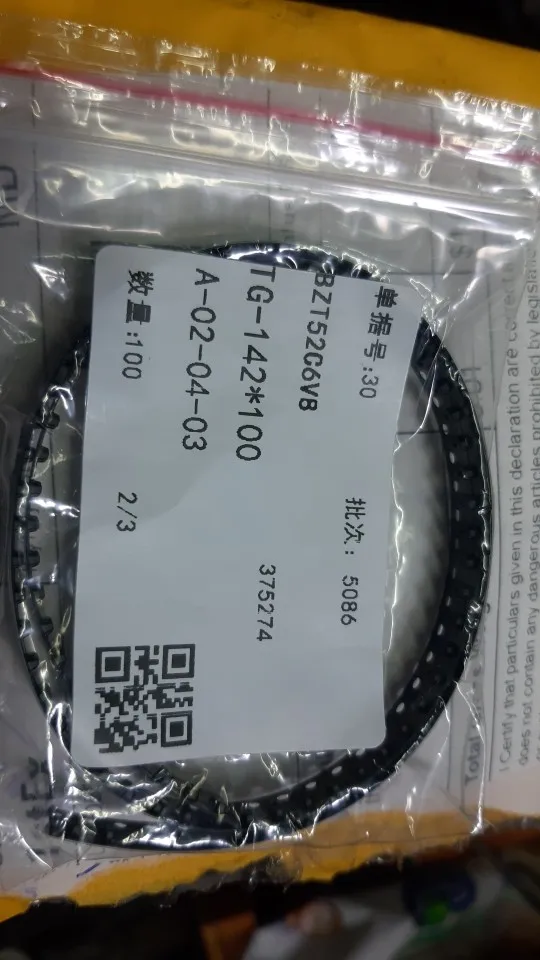 单据号:30
批次: 5086
BZT52C6V8
375274
TG-142*100
A-02-04-03
数量:100
2/3
I Certify that particulars given in this declaration are correct
does not contain any dangerous articles prohibited by legislation
Total